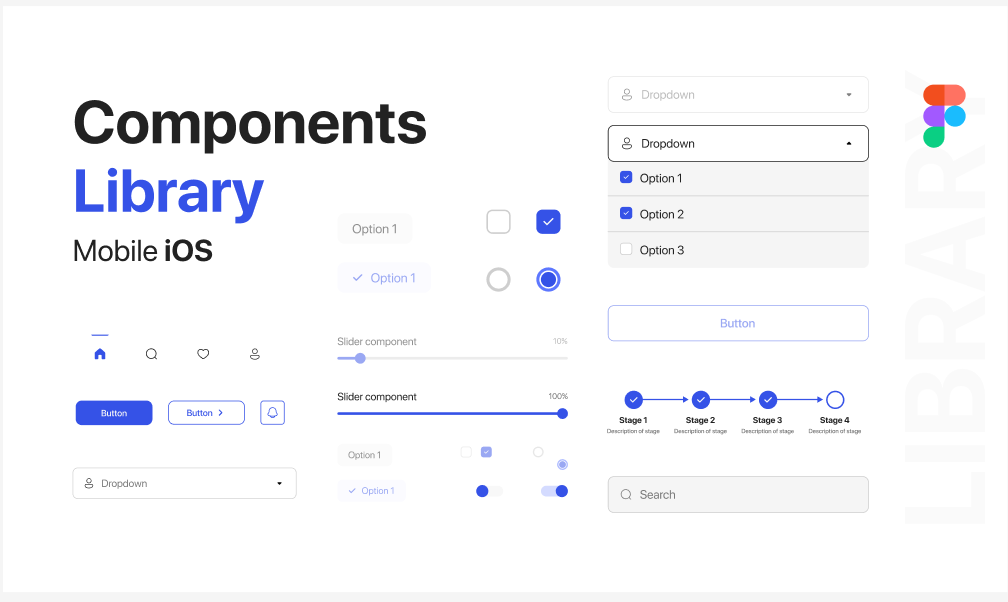 Components
Library
Mobile iOS
Button
Button
Dropdown
Option 1
Option 1
Slider component
10%
Slider component
100%
Option 1
Option 1
Dropdown
Dropdown
Option 1
Option 2
Option 3
Button
Stage 1
Description of stage
Stage 2
Description of stage
Stage 3
Description of stage
Stage 4
Description of stage
Search
LIBRARY